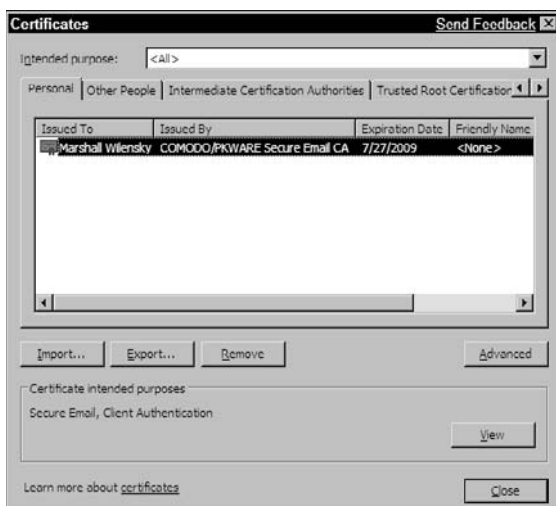 Certificates
Send Feedback
Intended purpose:
<All>
Personal
Other People
Intermediate Certification Authorities
Trusted Root Certification
Issued To
Issued By
Expiration Date
Friendly Name
Marshall Wilensky
COMODO/PKWARE Secure Email CA
7/27/2009
<None>
Import...
Export...
Remove
Advanced
Certificate intended purposes
Secure Email, Client Authentication
View
Learn more about certificates
Close